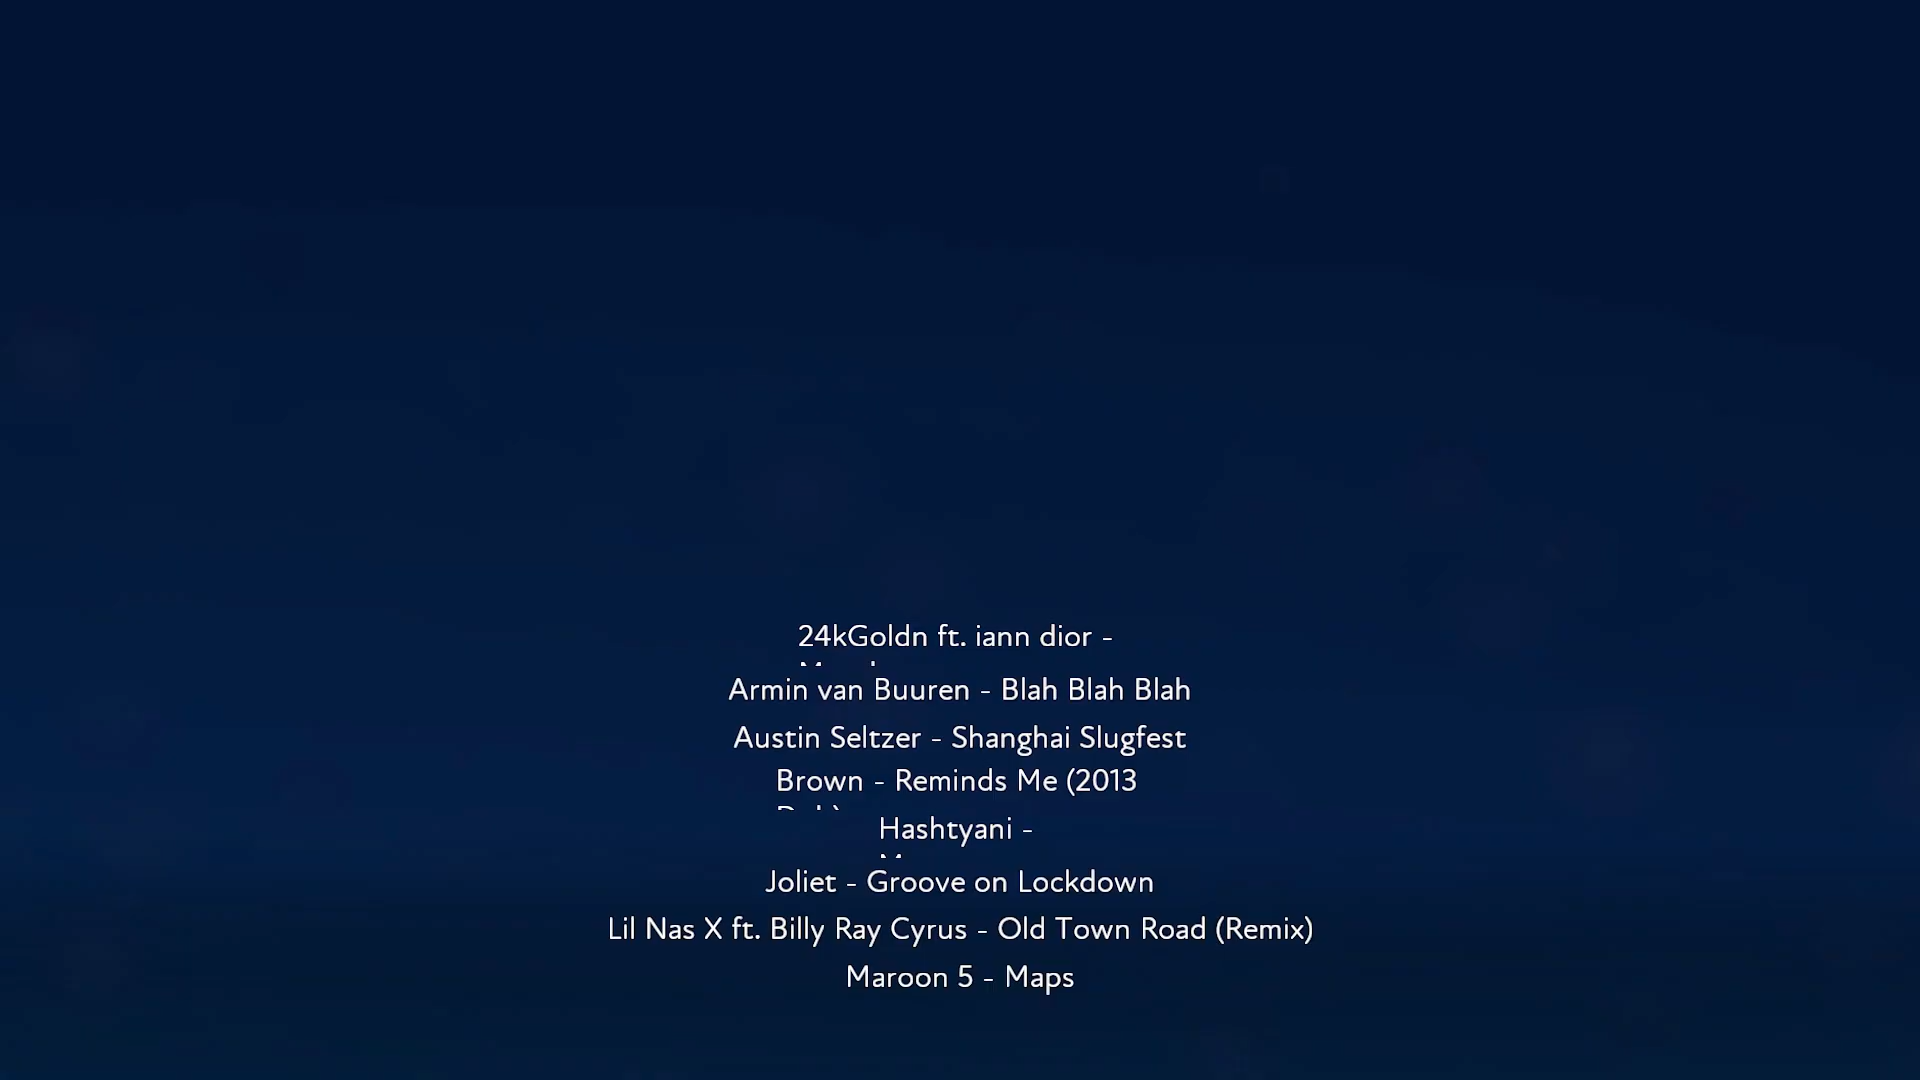 24kGoldn ft. iann dior -
Armin van Buuren - Blah Blah Blah
Austin Seltzer - Shanghai Slugfest
Brown - Reminds Me (2013
Hashtyani -
Joliet - Groove on Lockdown
Lil Nas X ft. Billy Ray Cyrus - Old Town Road (Remix)
Maroon 5 - Maps